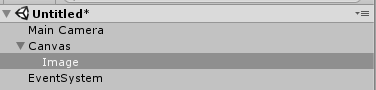 Untitled*
Main Camera
Canvas
Image
EventSystem